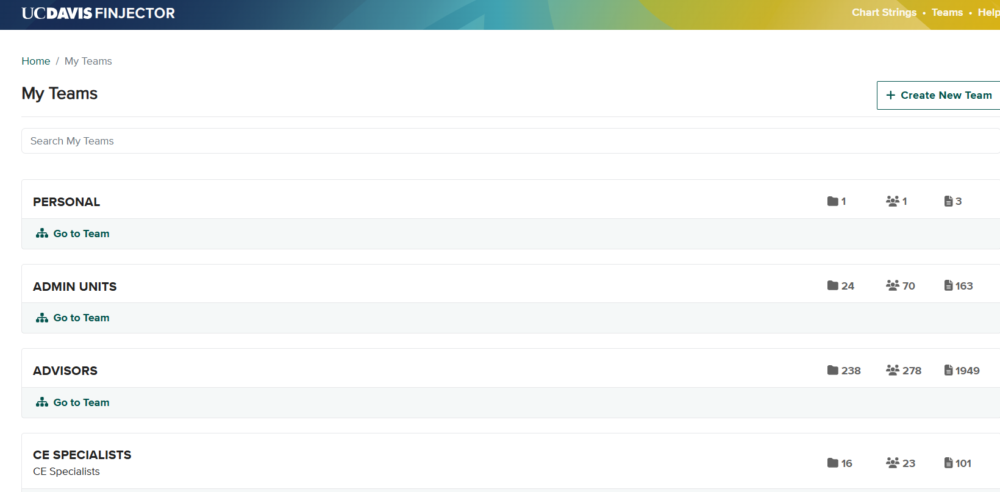 UCDAVIS FINJECTOR
Chart Strings • Teams • Help
Home / My Teams
My Teams
+ Create New Team
Search My Teams
PERSONAL 1 1 3
Go to Team
ADMIN UNITS 24 70 163
Go to Team
ADVISORS 238 278 1949
Go to Team
CE SPECIALISTS
CE Specialists
16 23 101